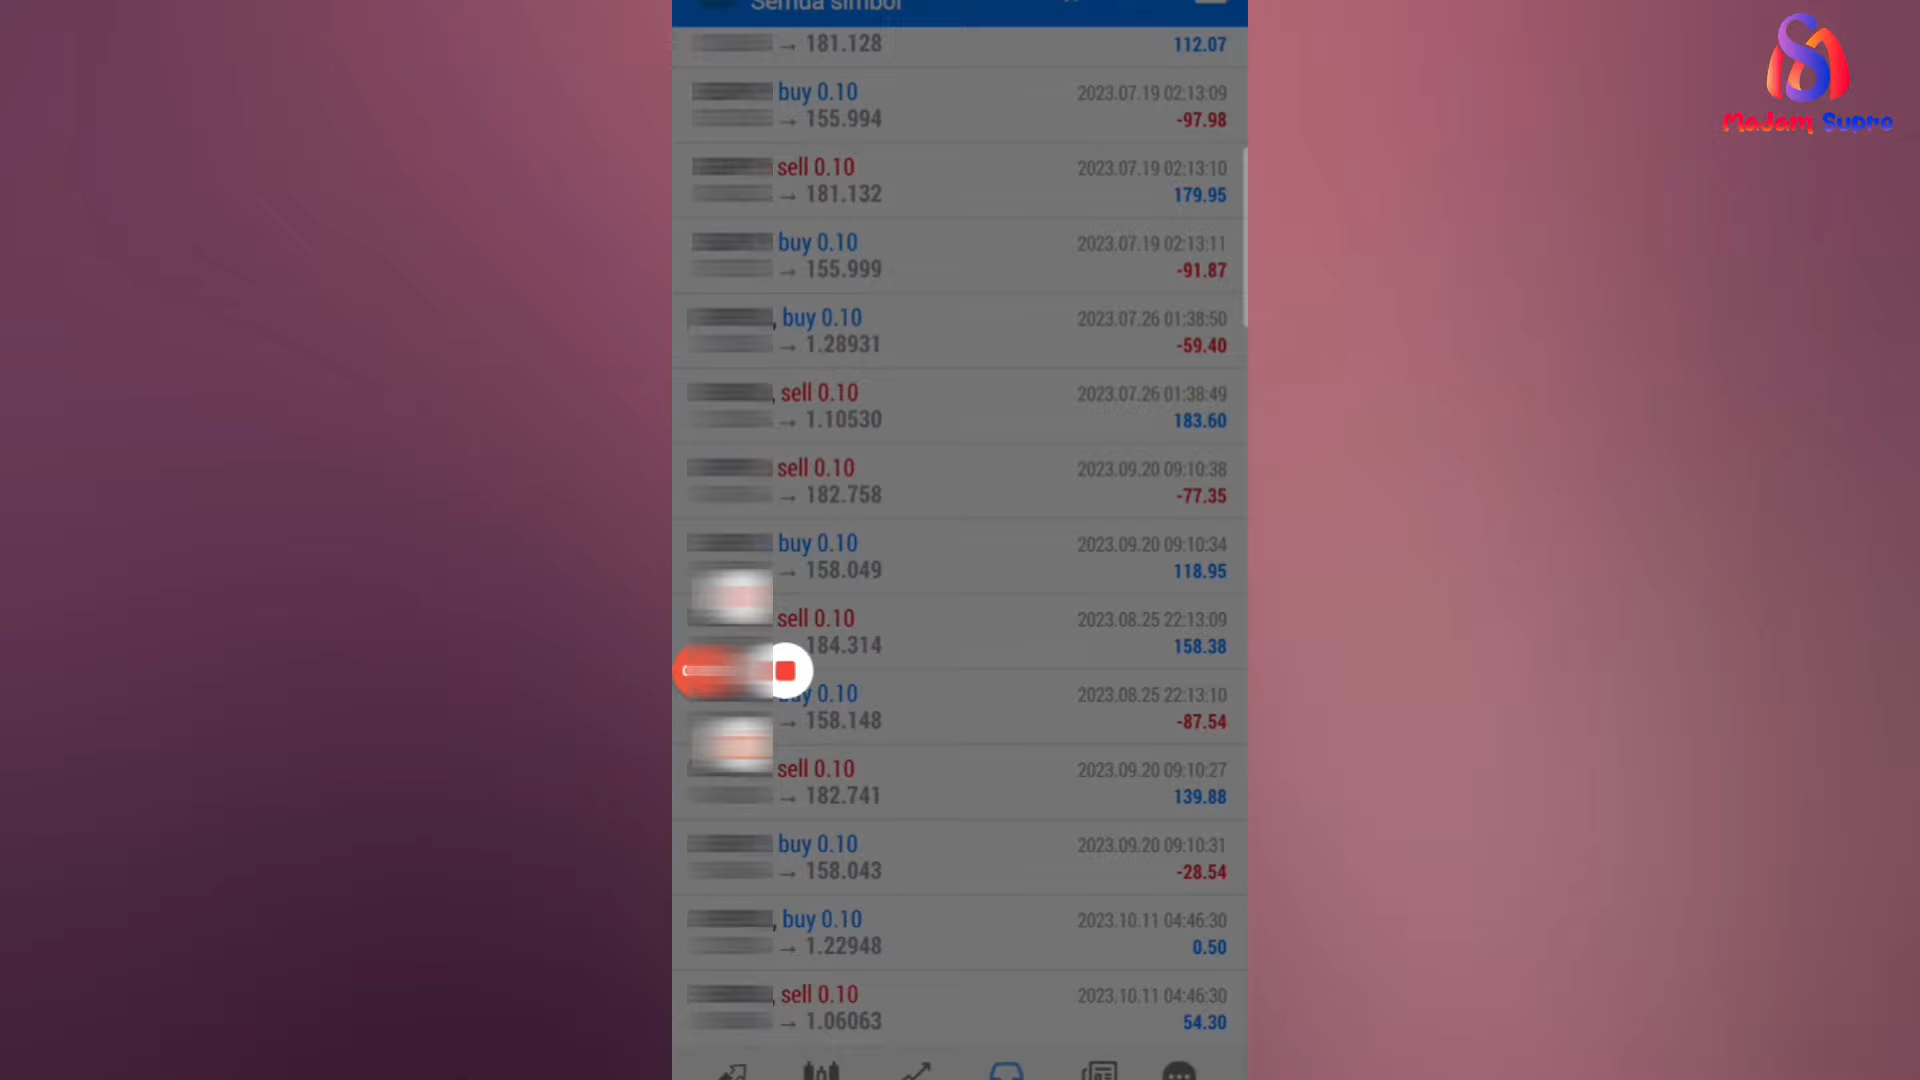 Semua simbol
→ 181.128 112.07
buy 0.10 2023.07.19 02:13:09
→ 155.994 -97.98
sell 0.10 2023.07.19 02:13:10
→ 181.132 179.95
buy 0.10 2023.07.19 02:13:11
→ 155.999 -91.87
, buy 0.10 2023.07.26 01:38:50
→ 1.28931 -59.40
, sell 0.10 2023.07.26 01:38:49
→ 1.10530 183.60
sell 0.10 2023.09.20 09:10:38
→ 182.758 -77.35
buy 0.10 2023.09.20 09:10:34
→ 158.049 118.95
sell 0.10 2023.08.25 22:13:09
184.314 158.38
buy 0.10 2023.08.25 22:13:10
→ 158.148 -87.54
sell 0.10 2023.09.20 09:10:27
→ 182.741 139.88
buy 0.10 2023.09.20 09:10:31
→ 158.043 -28.54
, buy 0.10 2023.10.11 04:46:30
→ 1.22948 0.50
, sell 0.10 2023.10.11 04:46:30
→ 1.06063 54.30
Madam Supro